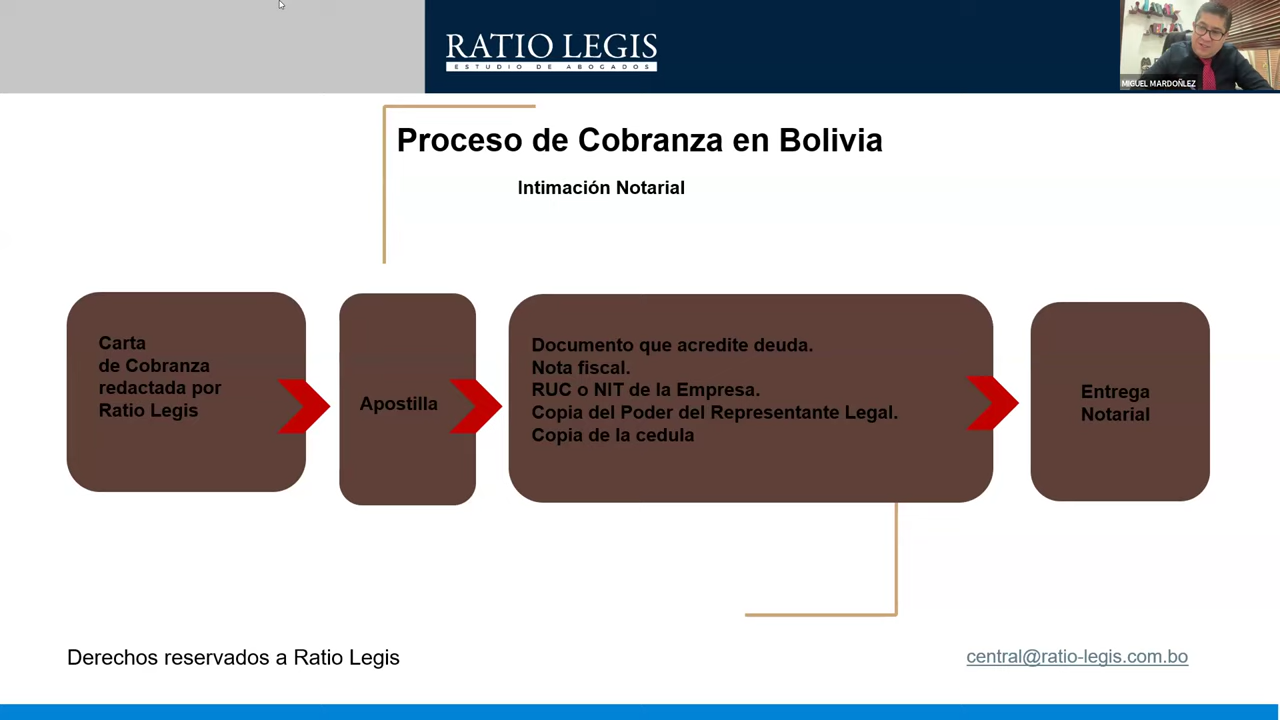 RATIO LEGIS
ESTUDIO DE ABOGADOS
MIGUEL MARDOÑLEZ
Proceso de Cobranza en Bolivia
Intimación Notarial
Carta
de Cobranza
redactada por
Ratio Legis
Apostilla
Documento que acredite deuda.
Nota fiscal.
RUC o NIT de la Empresa.
Copia del Poder del Representante Legal.
Copia de la cedula
Entrega
Notarial
Derechos reservados a Ratio Legis
central@ratio-legis.com.bo